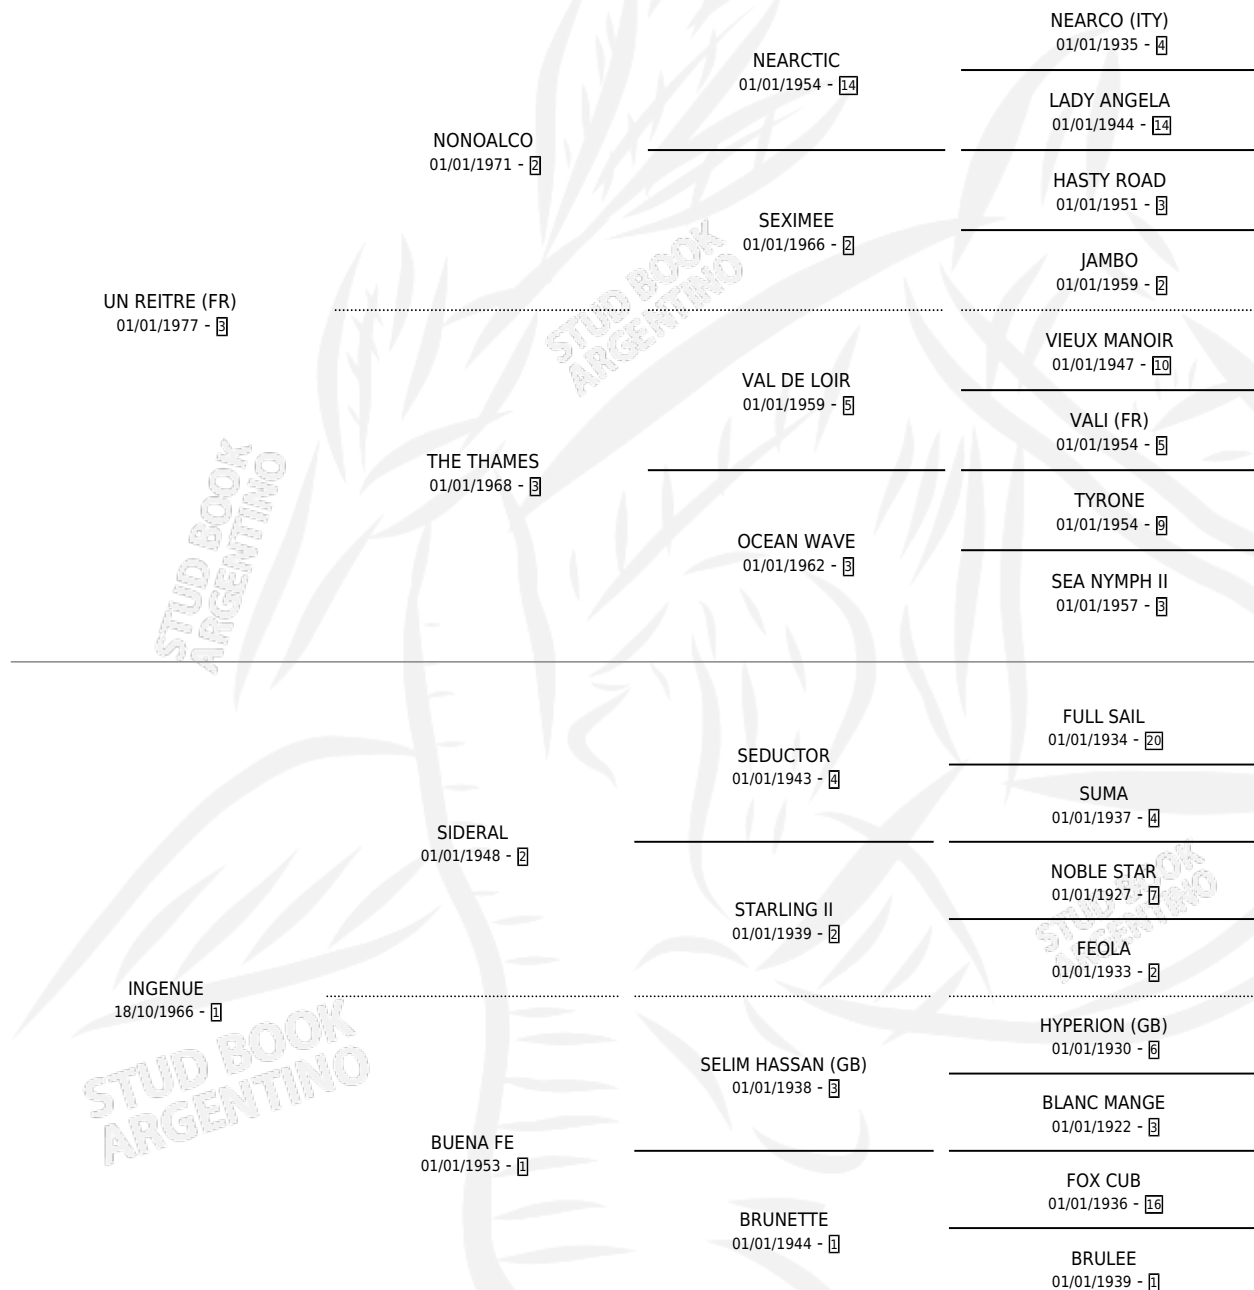 NEARCO (ITY)
01/01/1935 - 4
NEARCTIC
01/01/1954 - 14
LADY ANGELA
01/01/1944 - 14
NONOALCO
01/01/1971 - 2
HASTY ROAD
01/01/1951 - 3
SEXIMEE
01/01/1966 - 2
JAMBO
01/01/1959 - 2
UN REITRE (FR)
01/01/1977 - 3
VIEUX MANOIR
01/01/1947 - 10
VAL DE LOIR
01/01/1959 - 5
VALI (FR)
01/01/1954 - 5
THE THAMES
01/01/1968 - 3
TYRONE
01/01/1954 - 9
OCEAN WAVE
01/01/1962 - 3
SEA NYMPH II
01/01/1957 - 3
FULL SAIL
01/01/1934 - 20
SEDUCTOR
01/01/1943 - 4
SUMA
01/01/1937 - 4
SIDERAL
01/01/1948 - 2
NOBLE STAR
01/01/1927 - 7
STARLING II
01/01/1939 - 2
FEOLA
01/01/1933 - 2
INGENUE
18/10/1966 - 1
HYPERION (GB)
01/01/1930 - 6
SELIM HASSAN (GB)
01/01/1938 - 3
BLANC MANGE
01/01/1922 - 3
BUENA FE
01/01/1953 - 1
FOX CUB
01/01/1936 - 16
BRUNETTE
01/01/1944 - 1
BRULEE
01/01/1939 - 1
STUD BOOK
ARGENTINO
STUD BOOK
ARGENTINO
STUD BOOK
ARGENTINO
STUD BOOK
ARGENTINO